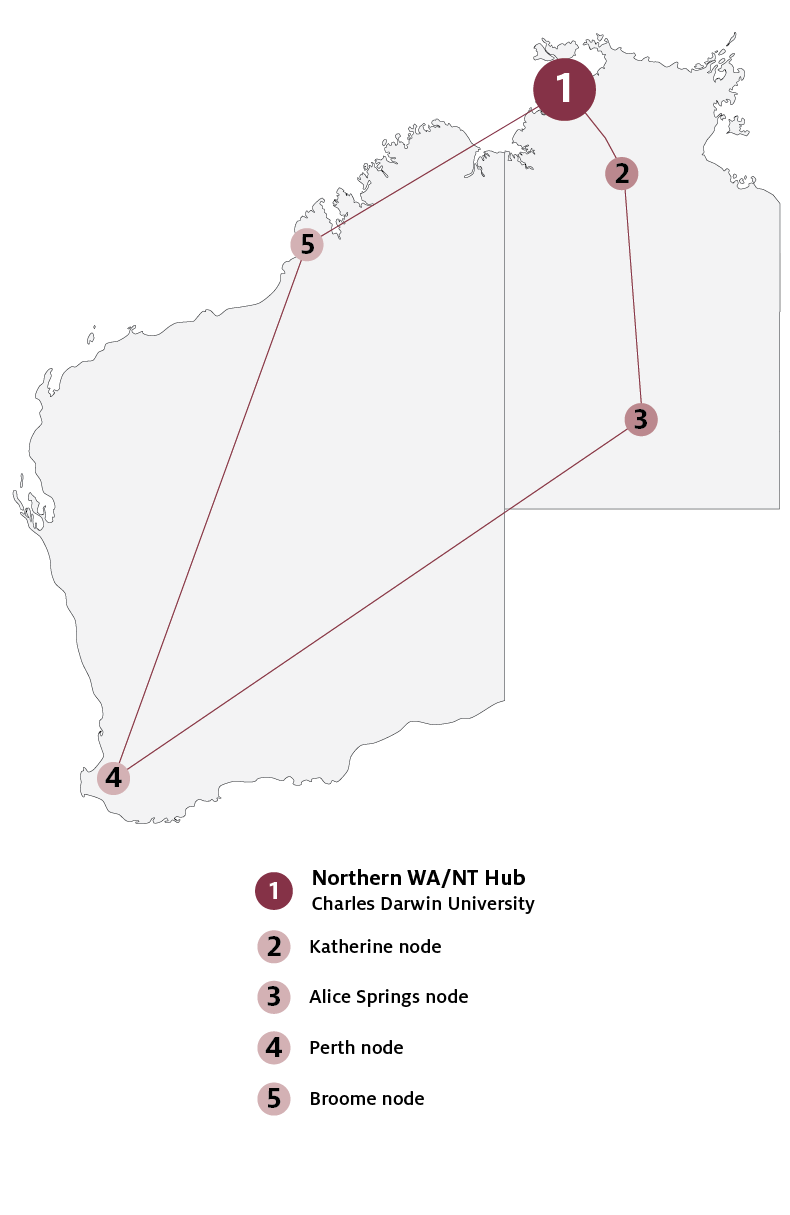 1
2
5
3
4
1 Northern WA/NT Hub
Charles Darwin University
2 Katherine node
3 Alice Springs node
4 Perth node
5 Broome node